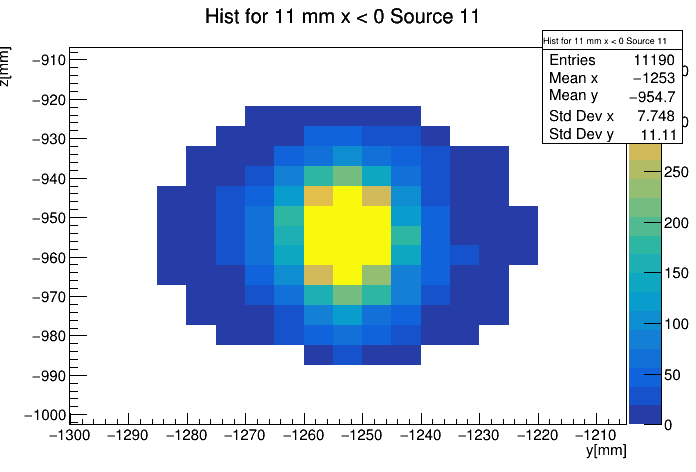 Hist for 11 mm x < 0 Source 11
Hist for 11 mm x < 0 Source 11
Entries 11190
Mean x −1253
Mean y −954.7
Std Dev x 7.748
Std Dev y 11.11
z[mm]
−910
−920
−930
−940
−950
−960
−970
−980
−990
−1000
−1300 −1290 −1280 −1270 −1260 −1250 −1240 −1230 −1220 −1210
y[mm]
250
200
150
100
50
0